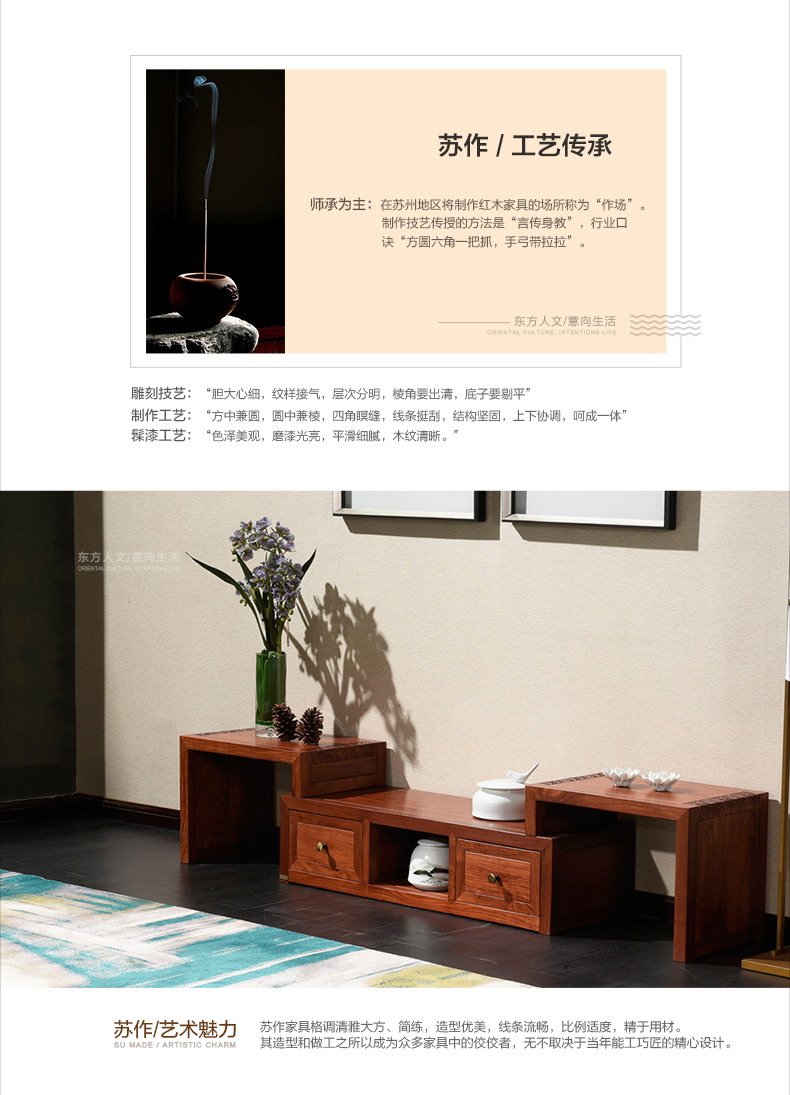 苏作 / 工艺传承
师承为主：在苏州地区将制作红木家具的场所称为“作场”。
制作技艺传授的方法是“言传身教”，行业口
诀“方圆六角一把抓，手弓带拉拉”。
东方人文/意向生活
ORIENTAL CULTURE, INTENTIONS LIFE
雕刻技艺：“胆大心细，纹样接气，层次分明，棱角要出清，底子要剔平”
制作工艺：“方中兼圆，圆中兼棱，四角瞑缝，线条挺刮，结构坚固，上下协调，呵成一体”
髹漆工艺：“色泽美观，磨漆光亮，平滑细腻，木纹清晰。”
东方人文/意向生活
ORIENTAL CULTURE, INTENTIONS LIFE
苏作/艺术魅力
SU MADE / ARTISTIC CHARM
苏作家具格调清雅大方、简练，造型优美，线条流畅，比例适度，精于用材。
其造型和做工之所以成为众多家具中的佼佼者，无不取决于当年能工巧匠的精心设计。